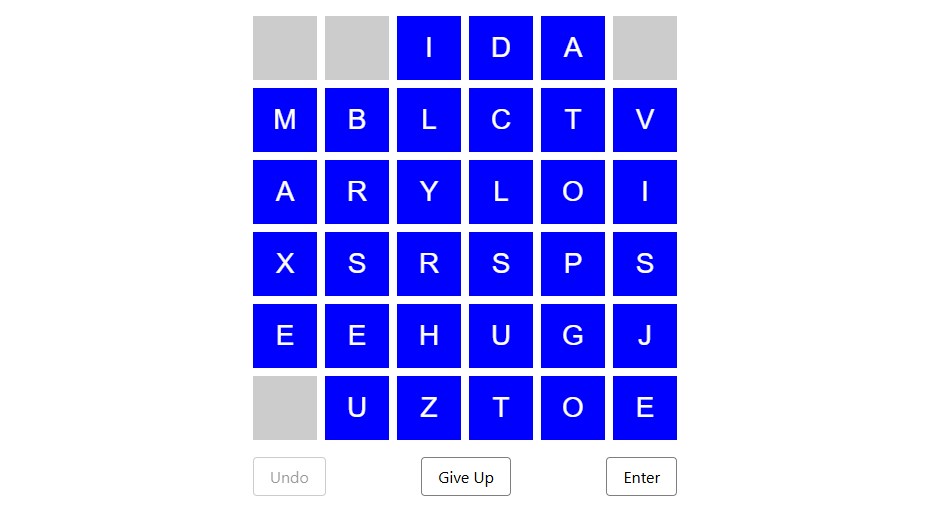 I D A
M B L C T V
A R Y L O I
X S R S P S
E E H U G J
U Z T O E
Undo Give Up Enter